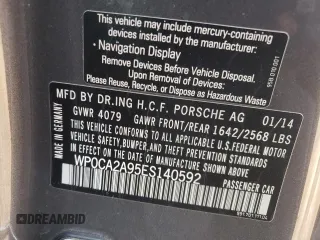 This vehicle may include mercury-containing
devices installed by the manufacturer:
• Navigation Display
Remove Devices Before Vehicle Disposal.
Upon Removal of Devices:
Please Reuse, Recycle, or Dispose as Hazardous Waste.
958.010.001
MFD BY DR.ING H.C.F. PORSCHE AG 01/14
GVWR 4079 GAWR FRONT/REAR 1642/2568 LBS
THIS VEHICLE CONFORMS TO ALL APPLICABLE
U.S. FEDERAL MOTOR VEHICLE SAFETY, BUMPER,
AND THEFT PREVENTION STANDARDS IN EFFECT ON
THE DATE OF MANUFACTURE SHOWN ABOVE.
WP0CA2A95FS140592 PASSENGER CAR
MADE IN GERMANY
DREAMBID